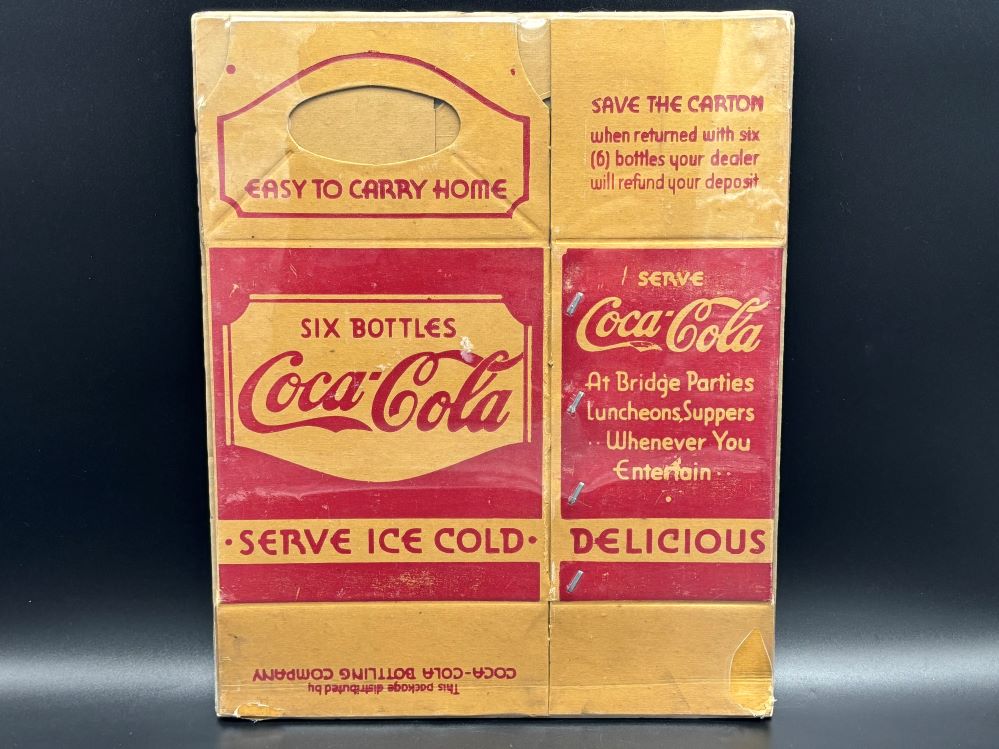 EASY TO CARRY HOME
SIX BOTTLES
Coca-Cola
·SERVE ICE COLD·
This package distributed by
COCA-COLA BOTTLING COMPANY
SAVE THE CARTON
when returned with six
(6) bottles your dealer
will refund your deposit
SERVE
Coca-Cola
At Bridge Parties
Luncheons, Suppers
··Whenever You
Entertain··
DELICIOUS